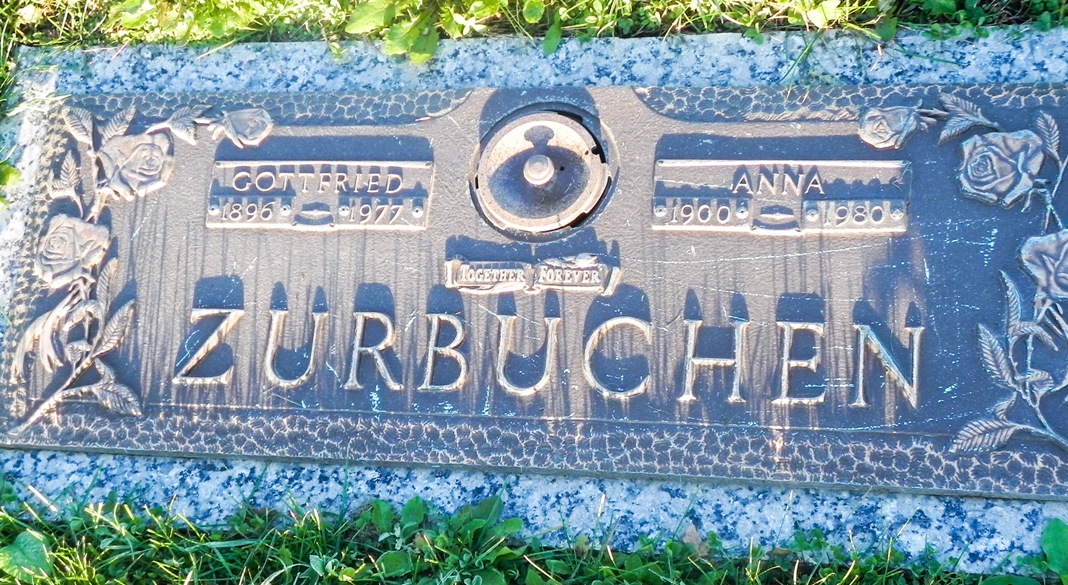 GOTTFRIED
1896 1977
ANNA
1900 1980
TOGETHER FOREVER
ZURBUCHEN